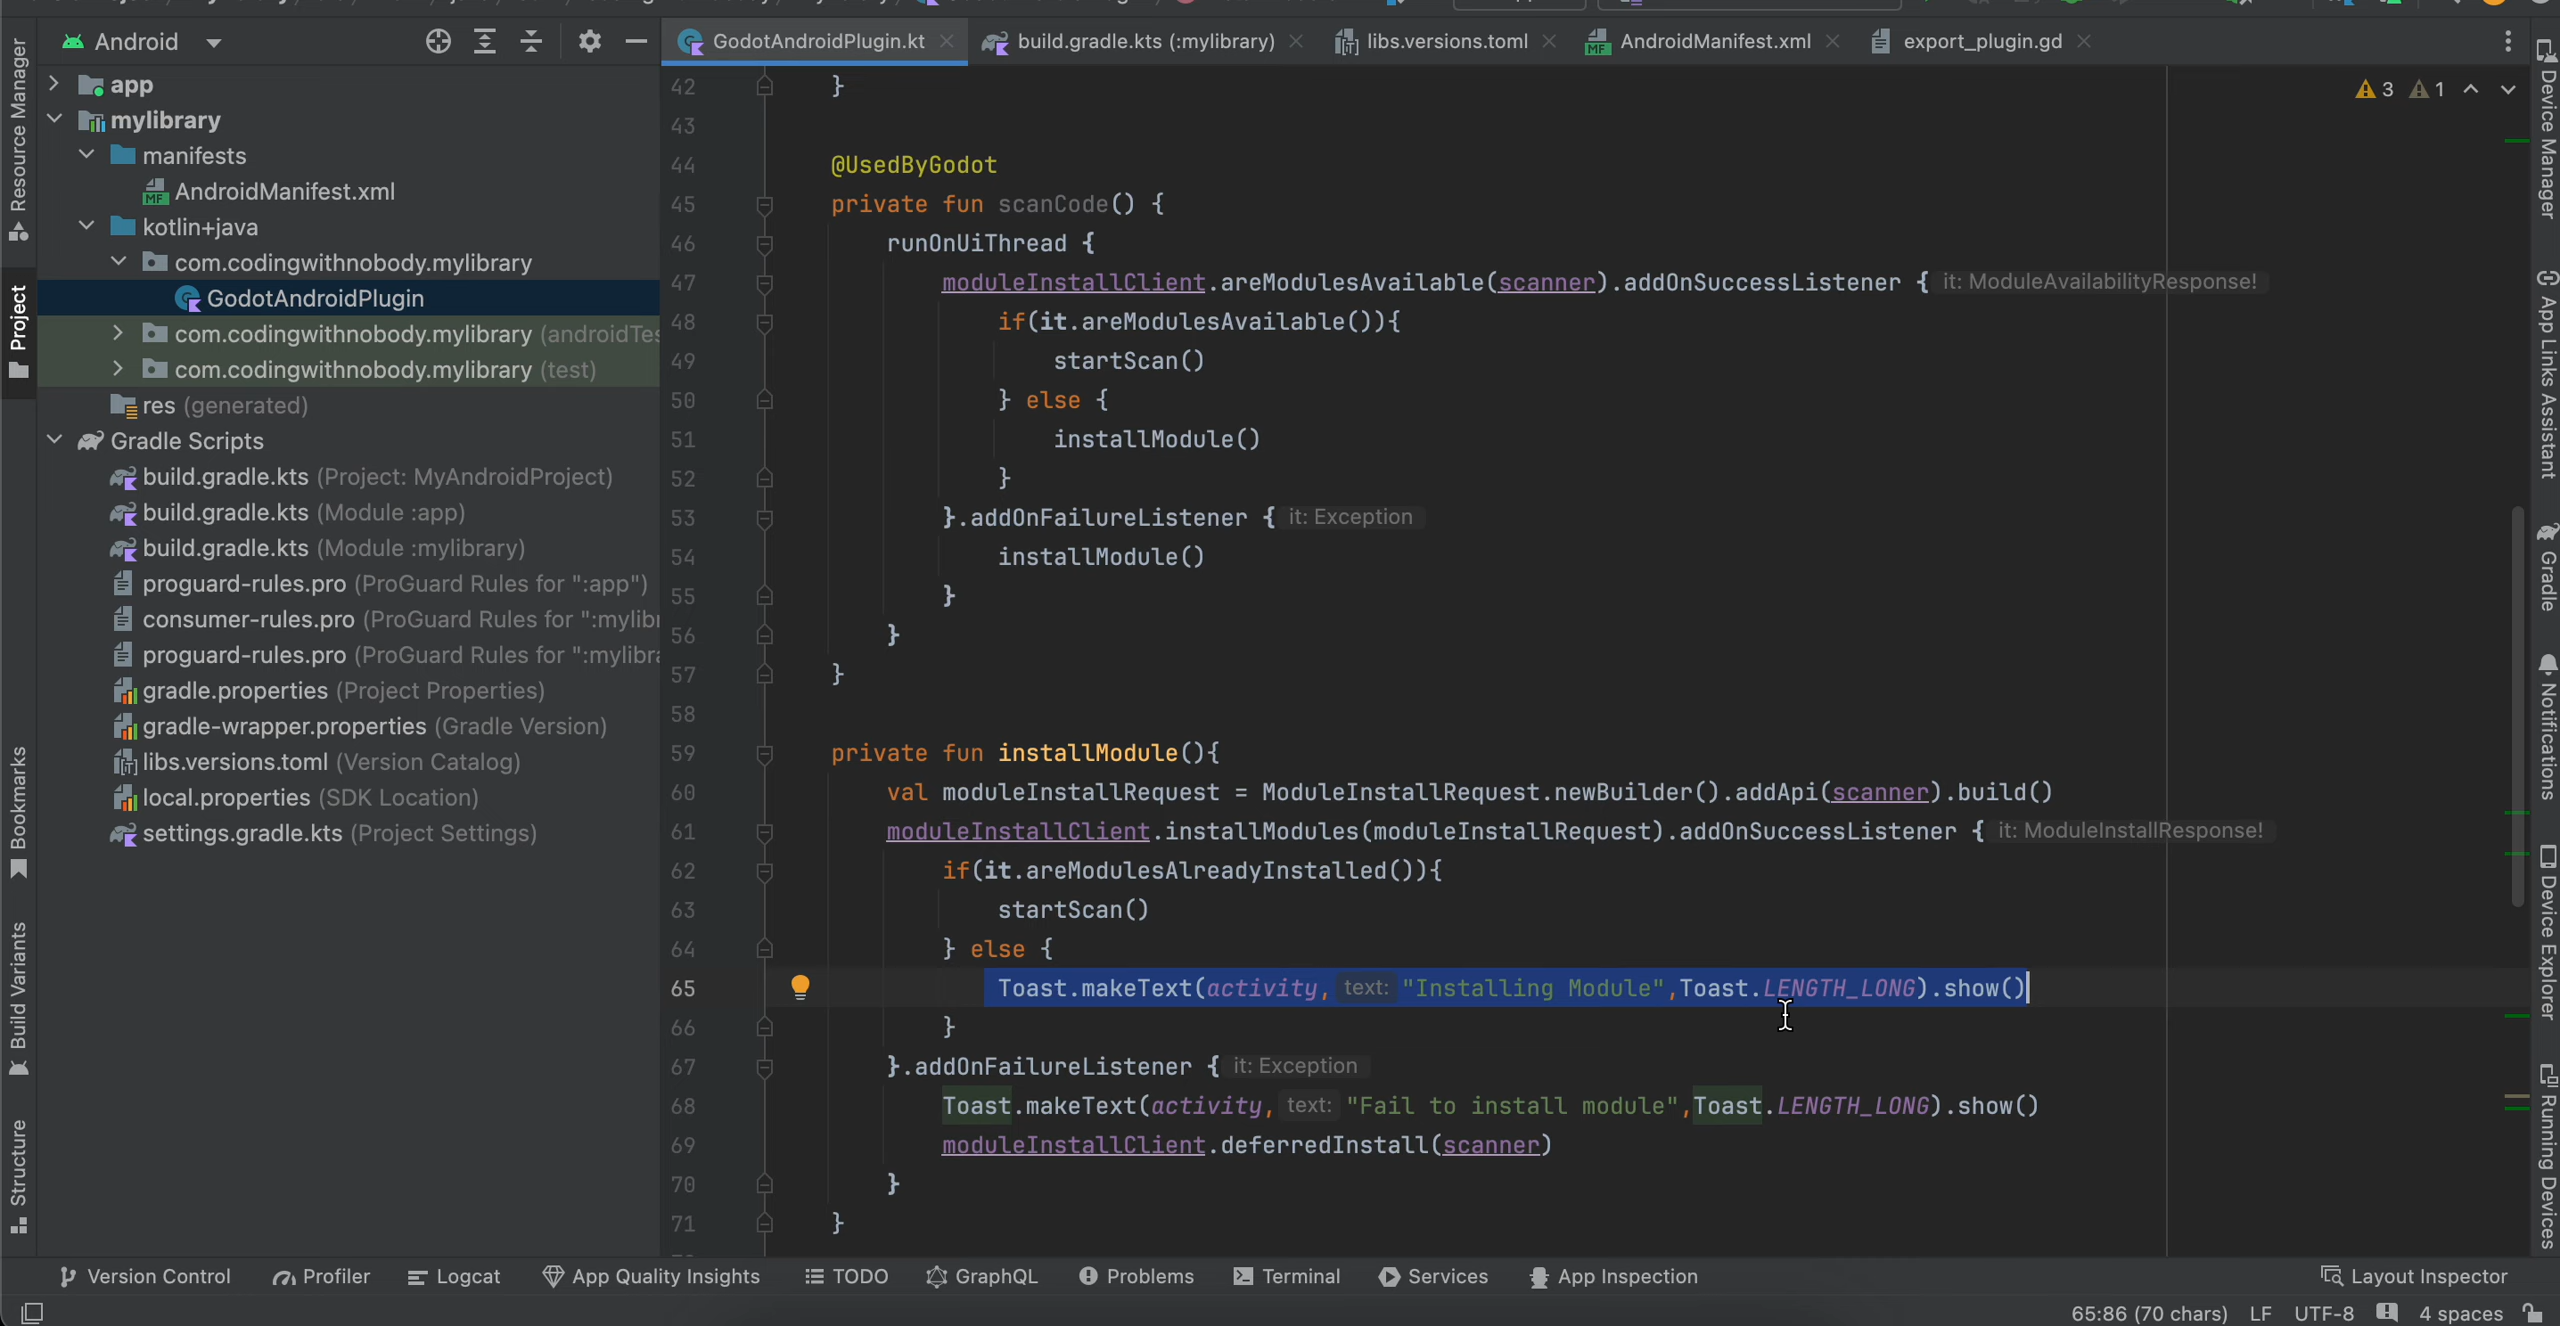 Android
GodotAndroidPlugin.kt
build.gradle.kts (:mylibrary)
libs.versions.toml
AndroidManifest.xml
export_plugin.gd
app
mylibrary
manifests
AndroidManifest.xml
kotlin+java
com.codingwithnobody.mylibrary
GodotAndroidPlugin
com.codingwithnobody.mylibrary (androidTes
com.codingwithnobody.mylibrary (test)
res (generated)
Gradle Scripts
build.gradle.kts (Project: MyAndroidProject)
build.gradle.kts (Module :app)
build.gradle.kts (Module :mylibrary)
proguard-rules.pro (ProGuard Rules for ":app")
consumer-rules.pro (ProGuard Rules for ":mylibr
proguard-rules.pro (ProGuard Rules for ":mylibra
gradle.properties (Project Properties)
gradle-wrapper.properties (Gradle Version)
libs.versions.toml (Version Catalog)
local.properties (SDK Location)
settings.gradle.kts (Project Settings)
Resource Manager
Project
Bookmarks
Build Variants
Structure
3 1
42 }
43
44 @UsedByGodot
45 private fun scanCode() {
46 runOnUiThread {
47 moduleInstallClient.areModulesAvailable(scanner).addOnSuccessListener { it: ModuleAvailabilityResponse!
48 if(it.areModulesAvailable()){
49 startScan()
50 } else {
51 installModule()
52 }
53 }.addOnFailureListener { it: Exception
54 installModule()
55 }
56 }
57 }
58
59 private fun installModule(){
60 val moduleInstallRequest = ModuleInstallRequest.newBuilder().addApi(scanner).build()
61 moduleInstallClient.installModules(moduleInstallRequest).addOnSuccessListener { it: ModuleInstallResponse!
62 if(it.areModulesAlreadyInstalled()){
63 startScan()
64 } else {
65 Toast.makeText(activity, text: "Installing Module",Toast.LENGTH_LONG).show()
66 }
67 }.addOnFailureListener { it: Exception
68 Toast.makeText(activity, text: "Fail to install module",Toast.LENGTH_LONG).show()
69 moduleInstallClient.deferredInstall(scanner)
70 }
71 }
Device Manager
App Links Assistant
Gradle
Notifications
Device Explorer
Running Devices
Version Control
Profiler
Logcat
App Quality Insights
TODO
GraphQL
Problems
Terminal
Services
App Inspection
Layout Inspector
65:86 (70 chars) LF UTF-8 4 spaces